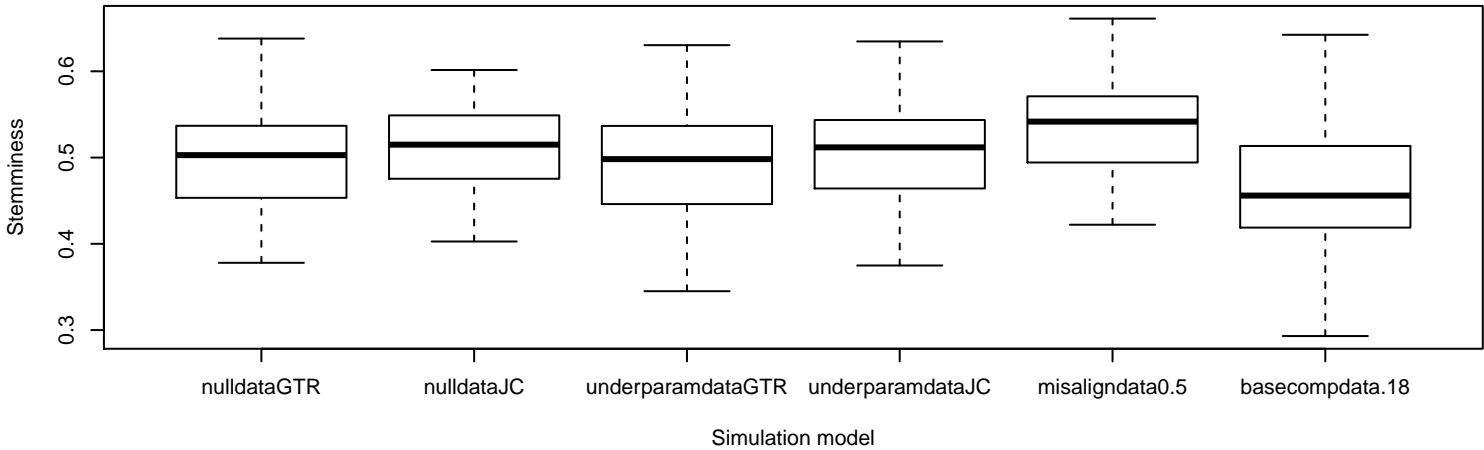 Stemminess
0.6
0.5
0.4
0.3
nulldataGTR nulldataJC underparamdataGTR underparamdataJC misaligndata0.5 basecompdata.18
Simulation model